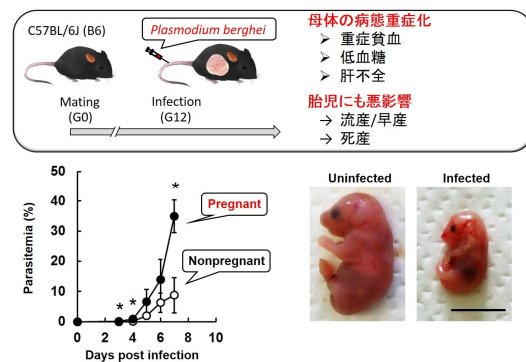 C57BL/6J (B6)
Plasmodium berghei
Mating
(G0)
Infection
(G12)
母体の病態重症化
➢ 重症貧血
➢ 低血糖
➢ 肝不全
胎児にも悪影響
→ 流産/早産
→ 死産
Parasitemia (%)
50
40
30
20
10
0
0 2 4 6 8 10
Days post infection
* * *
Pregnant
Nonpregnant
Uninfected
Infected